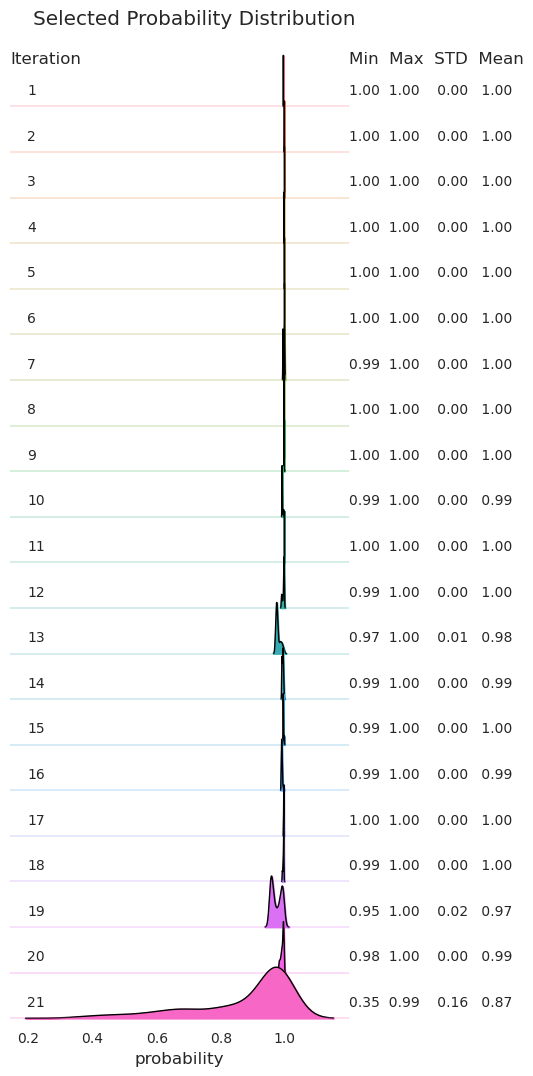 Selected Probability Distribution
Iteration Min Max STD Mean
1 1.00 1.00 0.00 1.00
2 1.00 1.00 0.00 1.00
3 1.00 1.00 0.00 1.00
4 1.00 1.00 0.00 1.00
5 1.00 1.00 0.00 1.00
6 1.00 1.00 0.00 1.00
7 0.99 1.00 0.00 1.00
8 1.00 1.00 0.00 1.00
9 1.00 1.00 0.00 1.00
10 0.99 1.00 0.00 0.99
11 1.00 1.00 0.00 1.00
12 0.99 1.00 0.00 1.00
13 0.97 1.00 0.01 0.98
14 0.99 1.00 0.00 0.99
15 0.99 1.00 0.00 1.00
16 0.99 1.00 0.00 0.99
17 1.00 1.00 0.00 1.00
18 0.99 1.00 0.00 1.00
19 0.95 1.00 0.02 0.97
20 0.98 1.00 0.00 0.99
21 0.35 0.99 0.16 0.87
0.2 0.4 0.6 0.8 1.0
probability